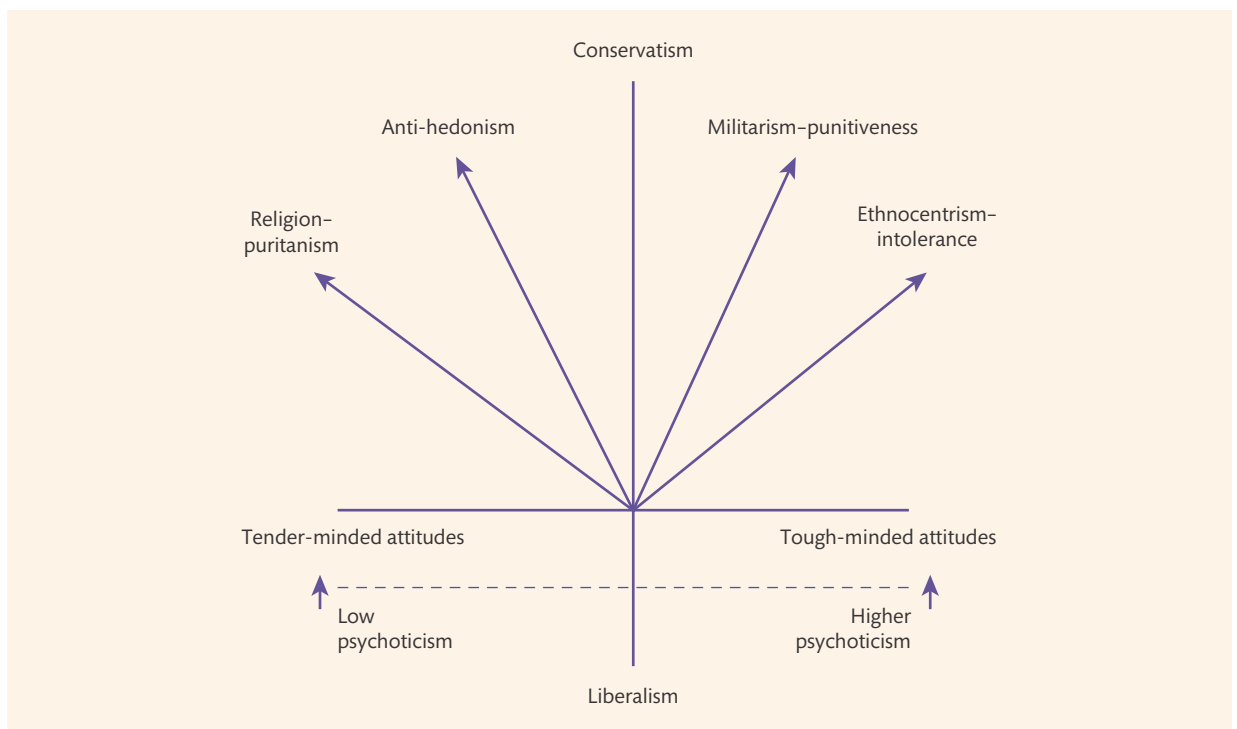 Conservatism
Anti-hedonism
Militarism–punitiveness
Religion–
puritanism
Ethnocentrism–
intolerance
Tender-minded attitudes
Tough-minded attitudes
Low
psychoticism
Higher
psychoticism
Liberalism